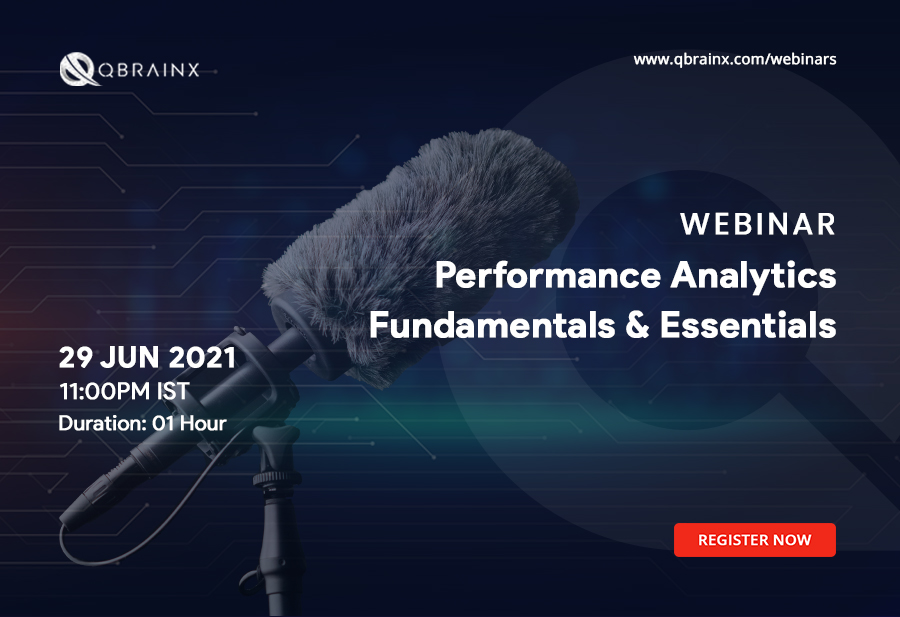 QBRAINX
www.qbrainx.com/webinars
WEBINAR
Performance Analytics
Fundamentals & Essentials
29 JUN 2021
11:00PM IST
Duration: 01 Hour
REGISTER NOW